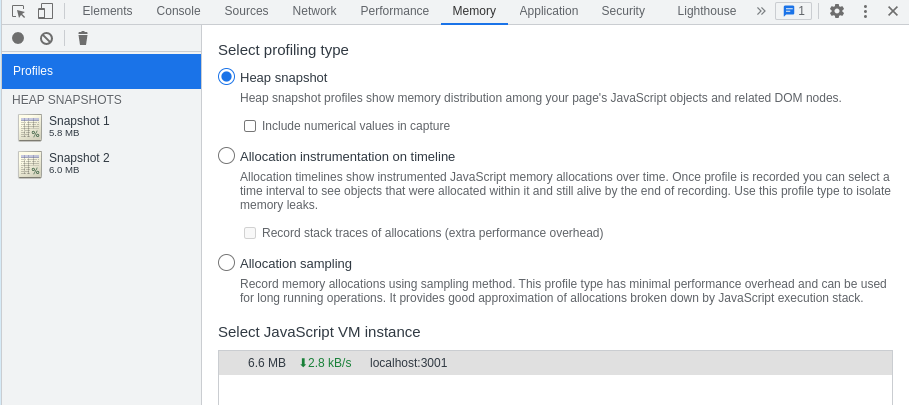 Elements Console Sources Network Performance Memory Application Security Lighthouse » 1
Profiles
HEAP SNAPSHOTS
Snapshot 1
5.8 MB
Snapshot 2
6.0 MB
Select profiling type
Heap snapshot
Heap snapshot profiles show memory distribution among your page's JavaScript objects and related DOM nodes.
Include numerical values in capture
Allocation instrumentation on timeline
Allocation timelines show instrumented JavaScript memory allocations over time. Once profile is recorded you can select a
time interval to see objects that were allocated within it and still alive by the end of recording. Use this profile type to isolate
memory leaks.
Record stack traces of allocations (extra performance overhead)
Allocation sampling
Record memory allocations using sampling method. This profile type has minimal performance overhead and can be used
for long running operations. It provides good approximation of allocations broken down by JavaScript execution stack.
Select JavaScript VM instance
6.6 MB ⬇2.8 kB/s localhost:3001